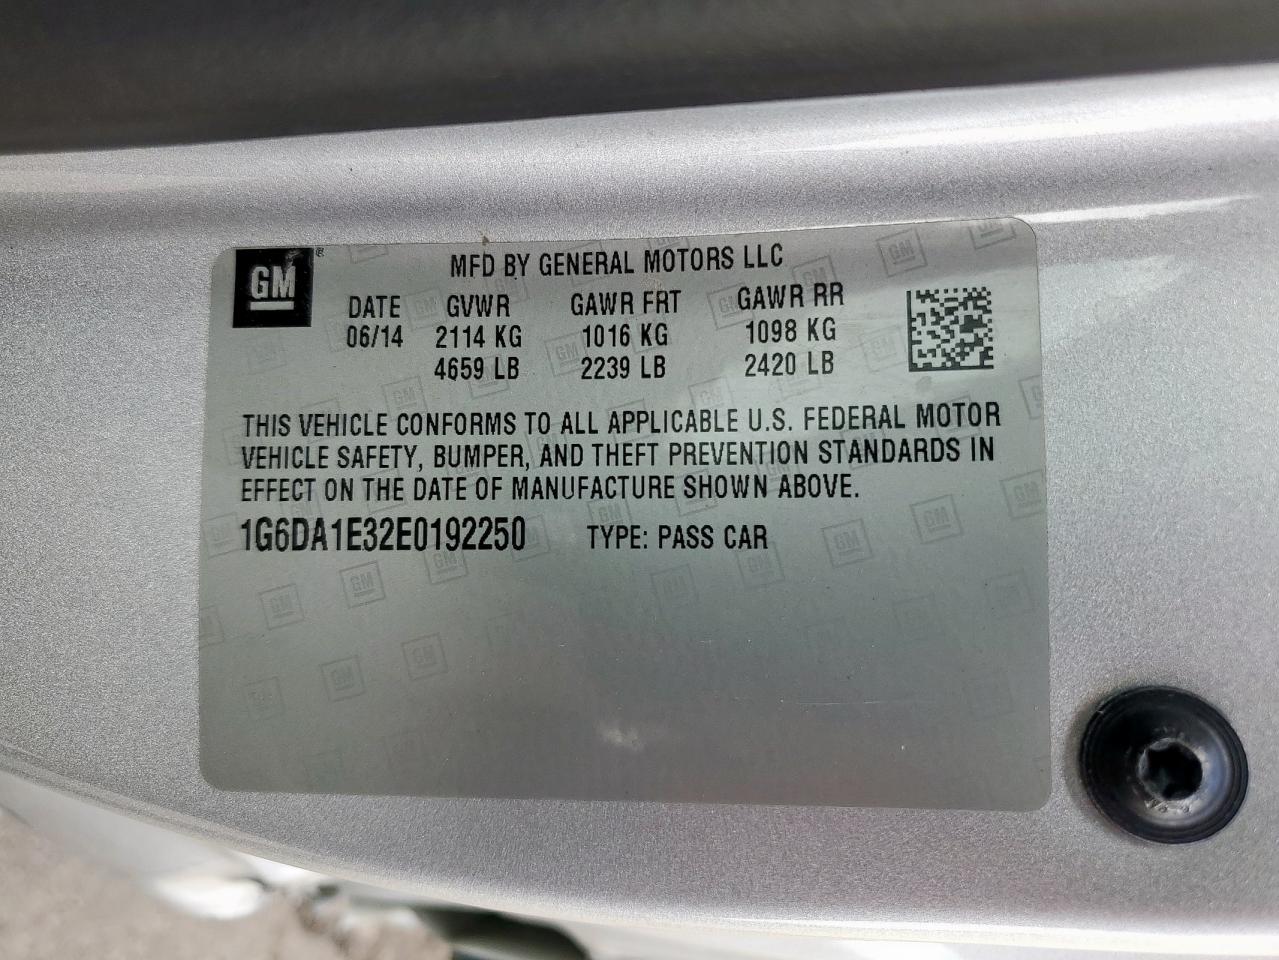 GM
MFD BY GENERAL MOTORS LLC
DATE GVWR GAWR FRT GAWR RR
06/14 2114 KG 1016 KG 1098 KG
4659 LB 2239 LB 2420 LB
THIS VEHICLE CONFORMS TO ALL APPLICABLE U.S. FEDERAL MOTOR
VEHICLE SAFETY, BUMPER, AND THEFT PREVENTION STANDARDS IN
EFFECT ON THE DATE OF MANUFACTURE SHOWN ABOVE.
1G6DA1E32E0192250 TYPE: PASS CAR